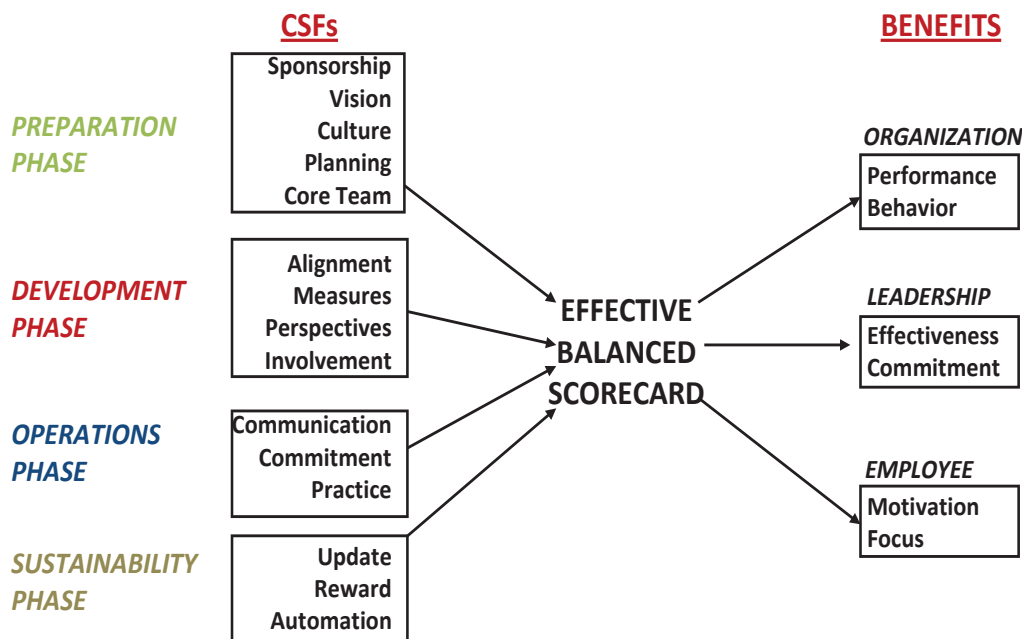 CSFs
BENEFITS
PREPARATION
PHASE
Sponsorship
Vision
Culture
Planning
Core Team
DEVELOPMENT
PHASE
Alignment
Measures
Perspectives
Involvement
OPERATIONS
PHASE
Communication
Commitment
Practice
SUSTAINABILITY
PHASE
Update
Reward
Automation
EFFECTIVE
BALANCED
SCORECARD
ORGANIZATION
Performance
Behavior
LEADERSHIP
Effectiveness
Commitment
EMPLOYEE
Motivation
Focus